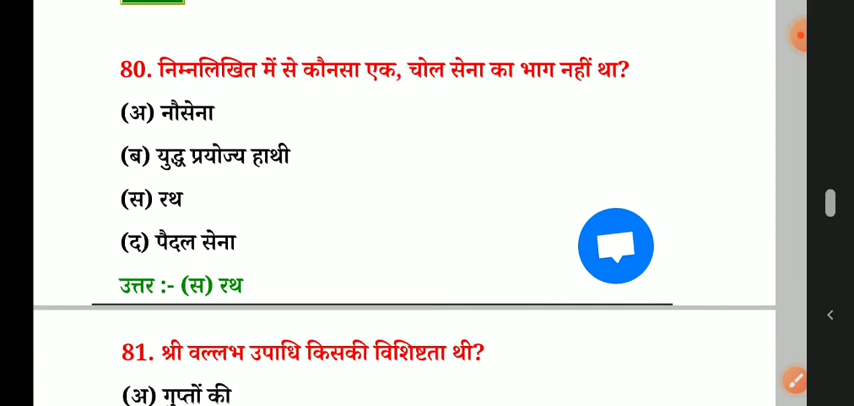 80. निम्नलिखित में से कौनसा एक, चोल सेना का भाग नहीं था?
(अ) नौसेना
(ब) युद्ध प्रयोज्य हाथी
(स) रथ
(द) पैदल सेना
उत्तर :- (स) रथ
81. श्री वल्लभ उपाधि किसकी विशिष्टता थी?
(अ) गुप्तों की